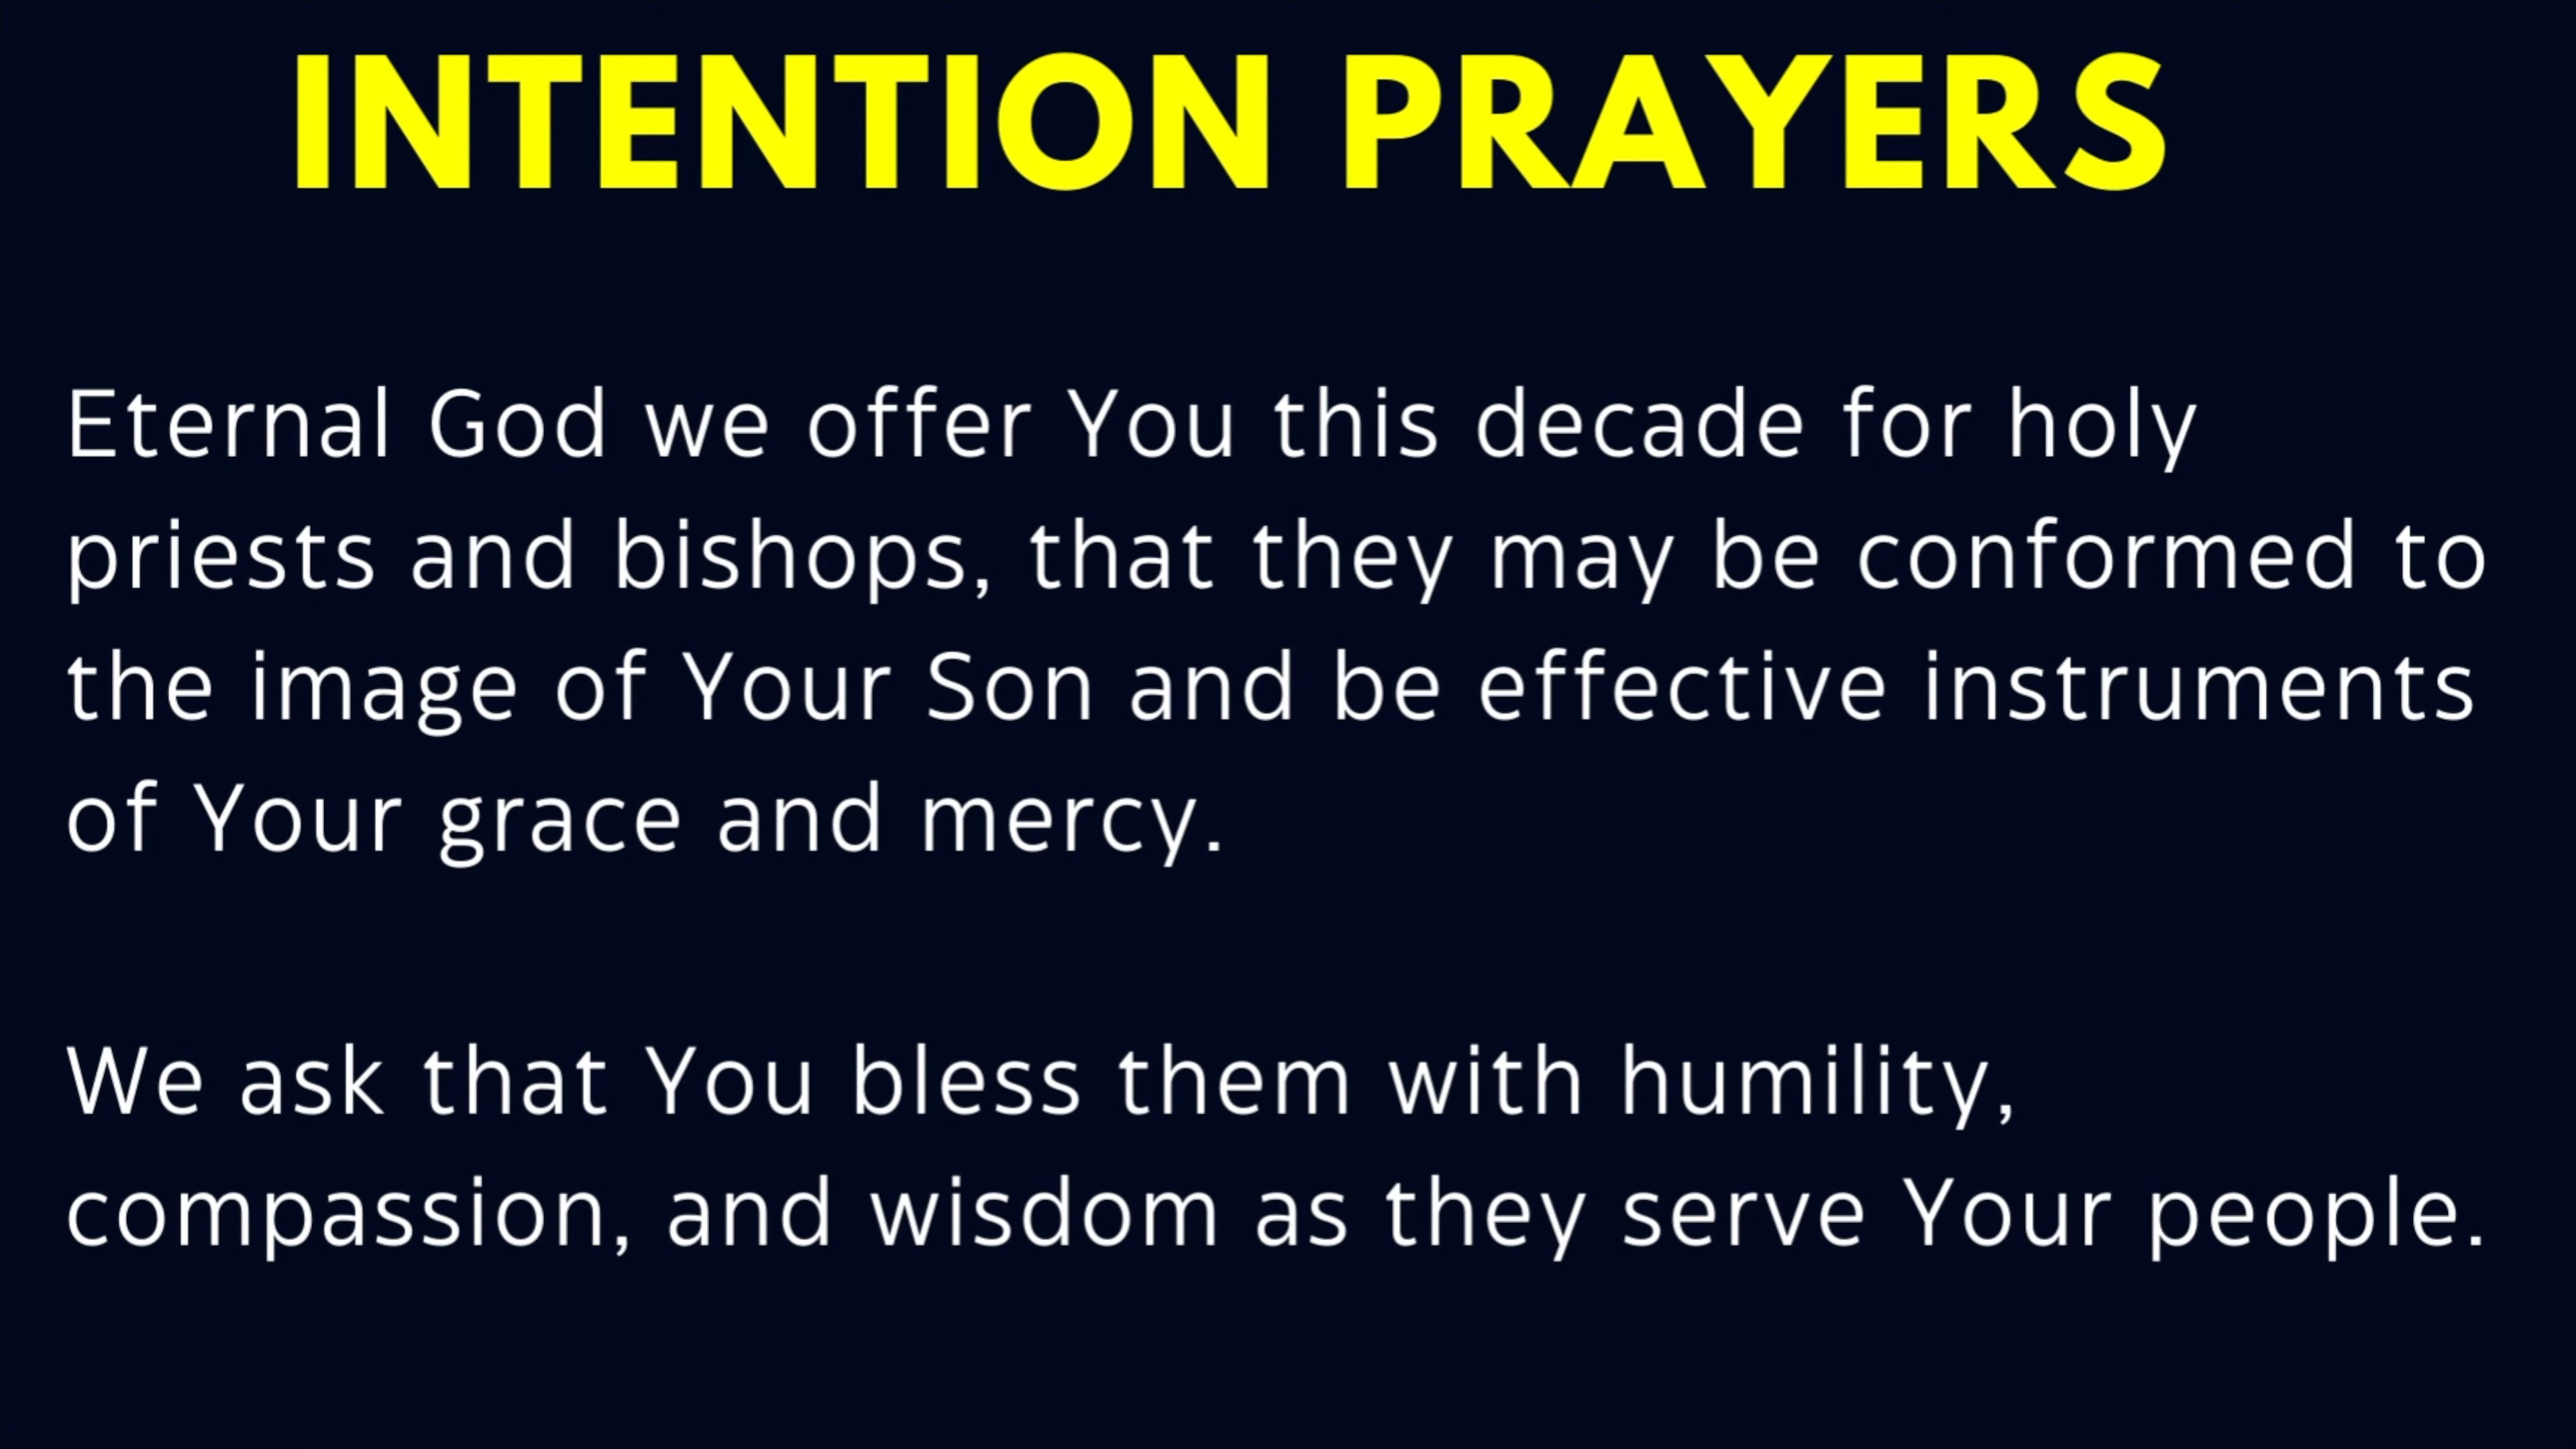 INTENTION PRAYERS
Eternal God we offer You this decade for holy
priests and bishops, that they may be conformed to
the image of Your Son and be effective instruments
of Your grace and mercy.
We ask that You bless them with humility,
compassion, and wisdom as they serve Your people.